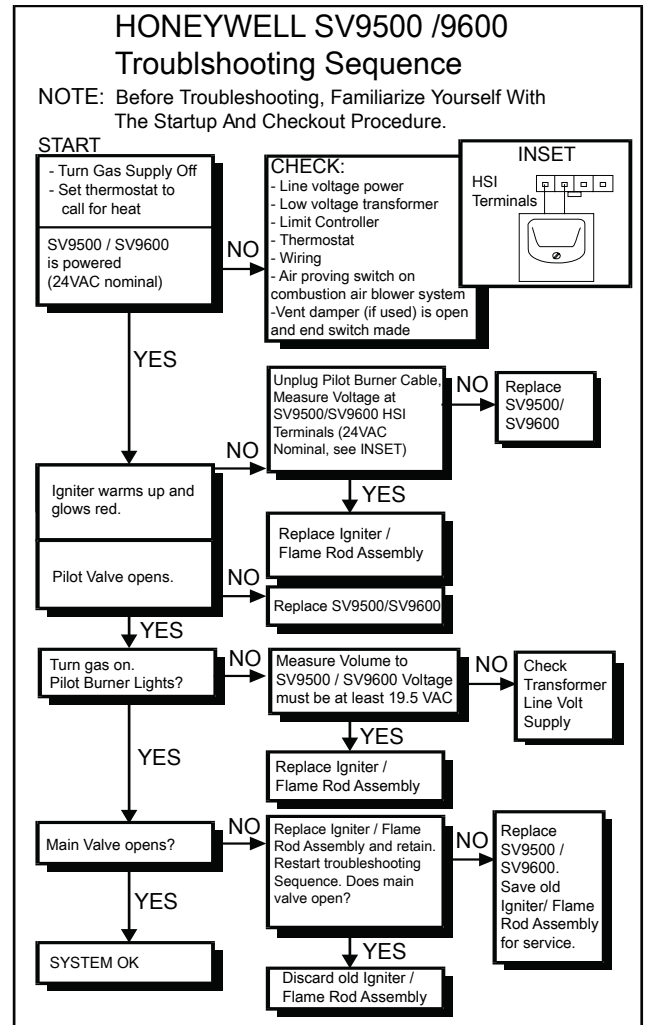 HONEYWELL SV9500 /9600
Troublshooting Sequence
NOTE: Before Troubleshooting, Familiarize Yourself With
The Startup And Checkout Procedure.
START
- Turn Gas Supply Off
- Set thermostat to
call for heat
SV9500 / SV9600
is powered
(24VAC nominal)
NO
CHECK:
- Line voltage power
- Low voltage transformer
- Limit Controller
- Thermostat
- Wiring
- Air proving switch on
combustion air blower system
-Vent damper (if used) is open
and end switch made
INSET
HSI
Terminals
YES
Igniter warms up and
glows red.
NO
Unplug Pilot Burner Cable,
Measure Voltage at
SV9500/SV9600 HSI
Terminals (24VAC
Nominal, see INSET)
NO
Replace
SV9500/
SV9600
YES
Replace Igniter /
Flame Rod Assembly
Pilot Valve opens.
NO
Replace SV9500/SV9600
YES
Turn gas on.
Pilot Burner Lights?
NO
Measure Volume to
SV9500 / SV9600 Voltage
must be at least 19.5 VAC
NO
Check
Transformer
Line Volt
Supply
YES
Replace Igniter /
Flame Rod Assembly
YES
Main Valve opens?
NO
Replace Igniter / Flame
Rod Assembly and retain.
Restart troubleshooting
Sequence. Does main
valve open?
NO
Replace
SV9500 /
SV9600.
Save old
Igniter/ Flame
Rod Assembly
for service.
YES
Discard old Igniter /
Flame Rod Assembly
YES
SYSTEM OK